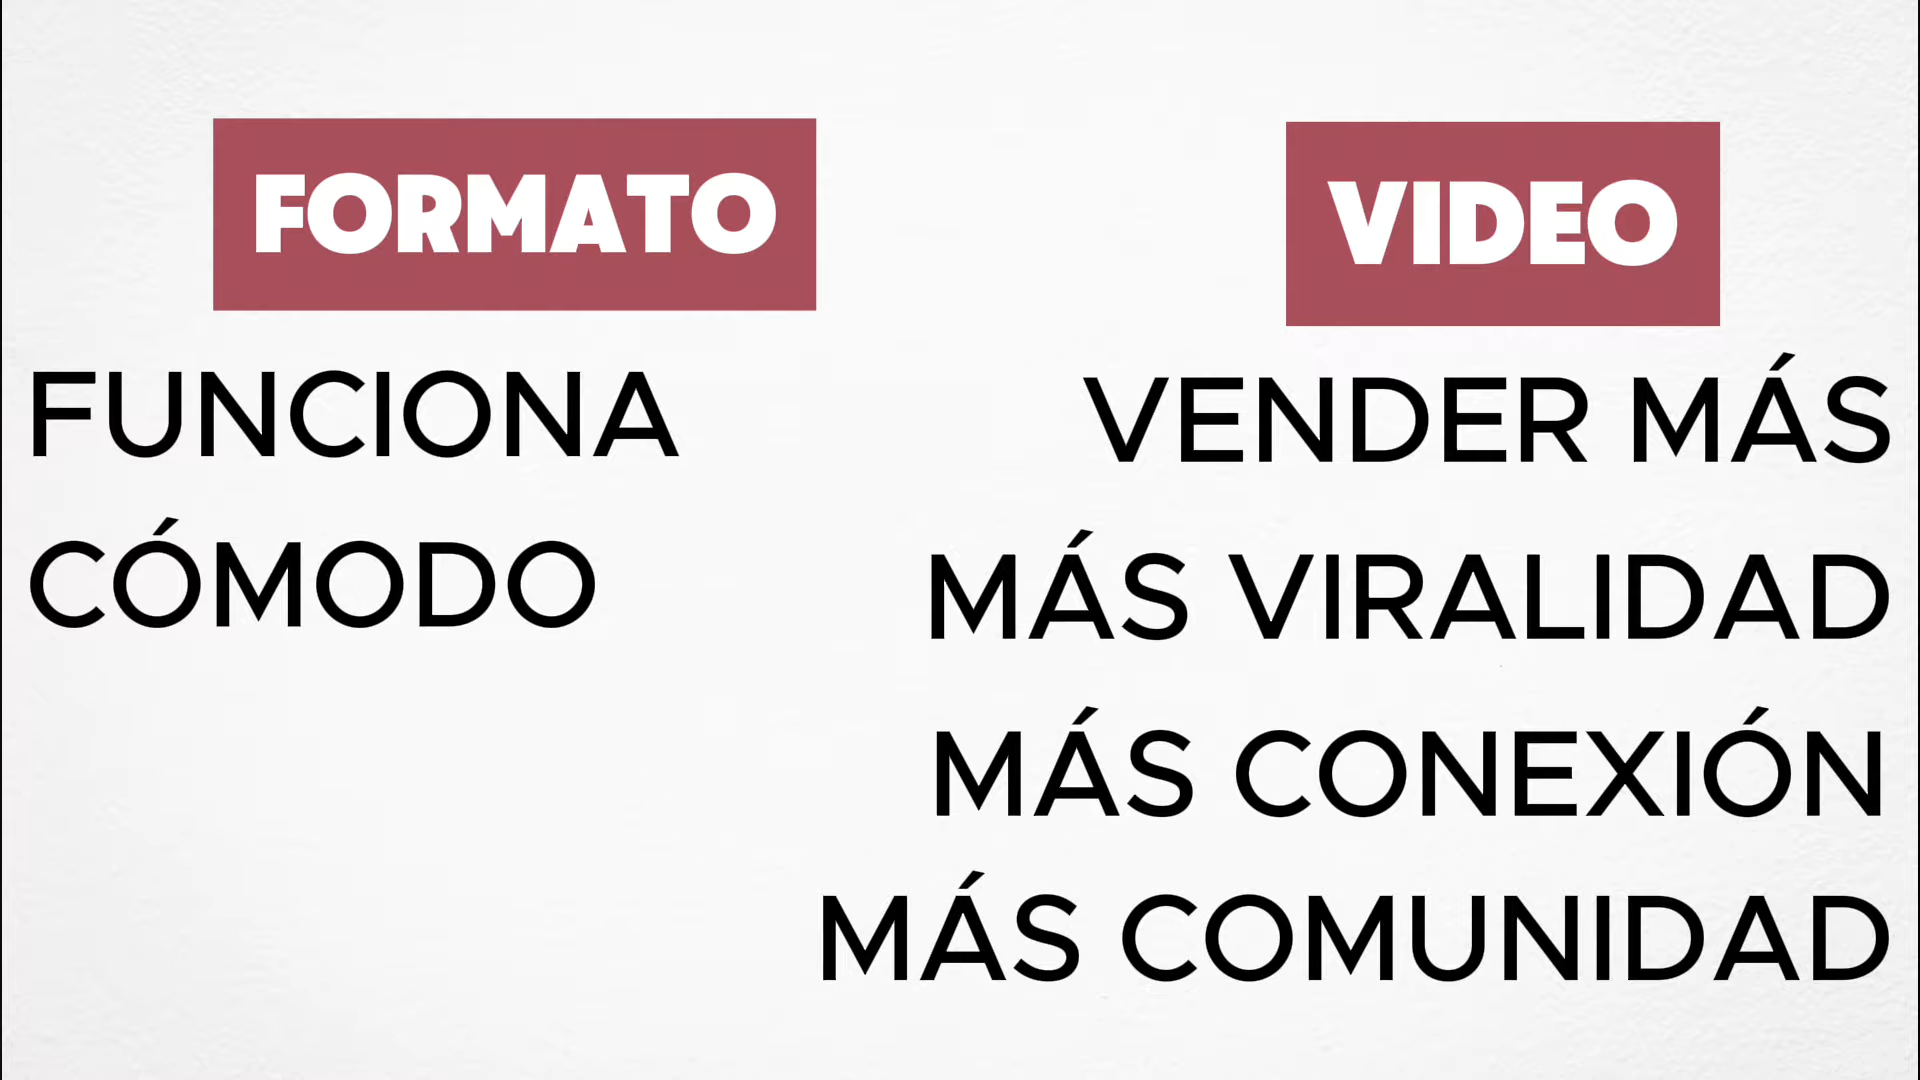 FORMATO
FUNCIONA
CÓMODO
VIDEO
VENDER MÁS
MÁS VIRALIDAD
MÁS CONEXIÓN
MÁS COMUNIDAD